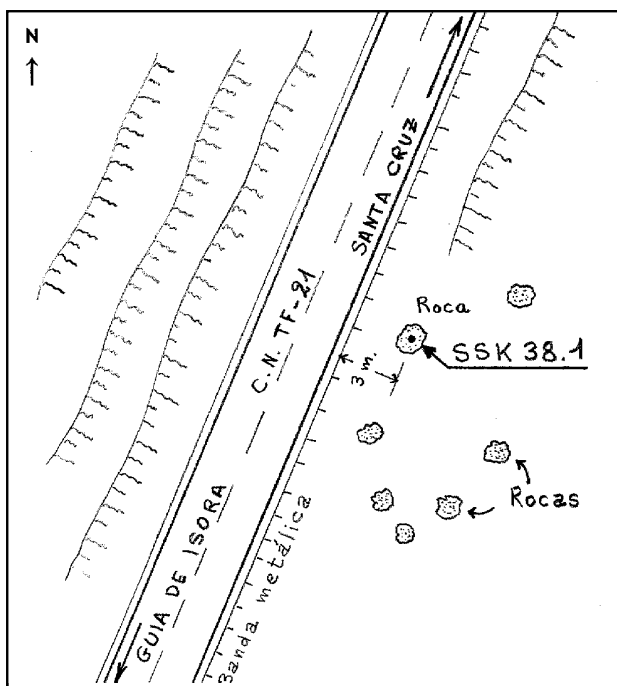 N
SANTA CRUZ
C.N. TF-21
Roca
SSK 38.1
3 m.
GUIA DE ISORA
Rocas
Banda metálica